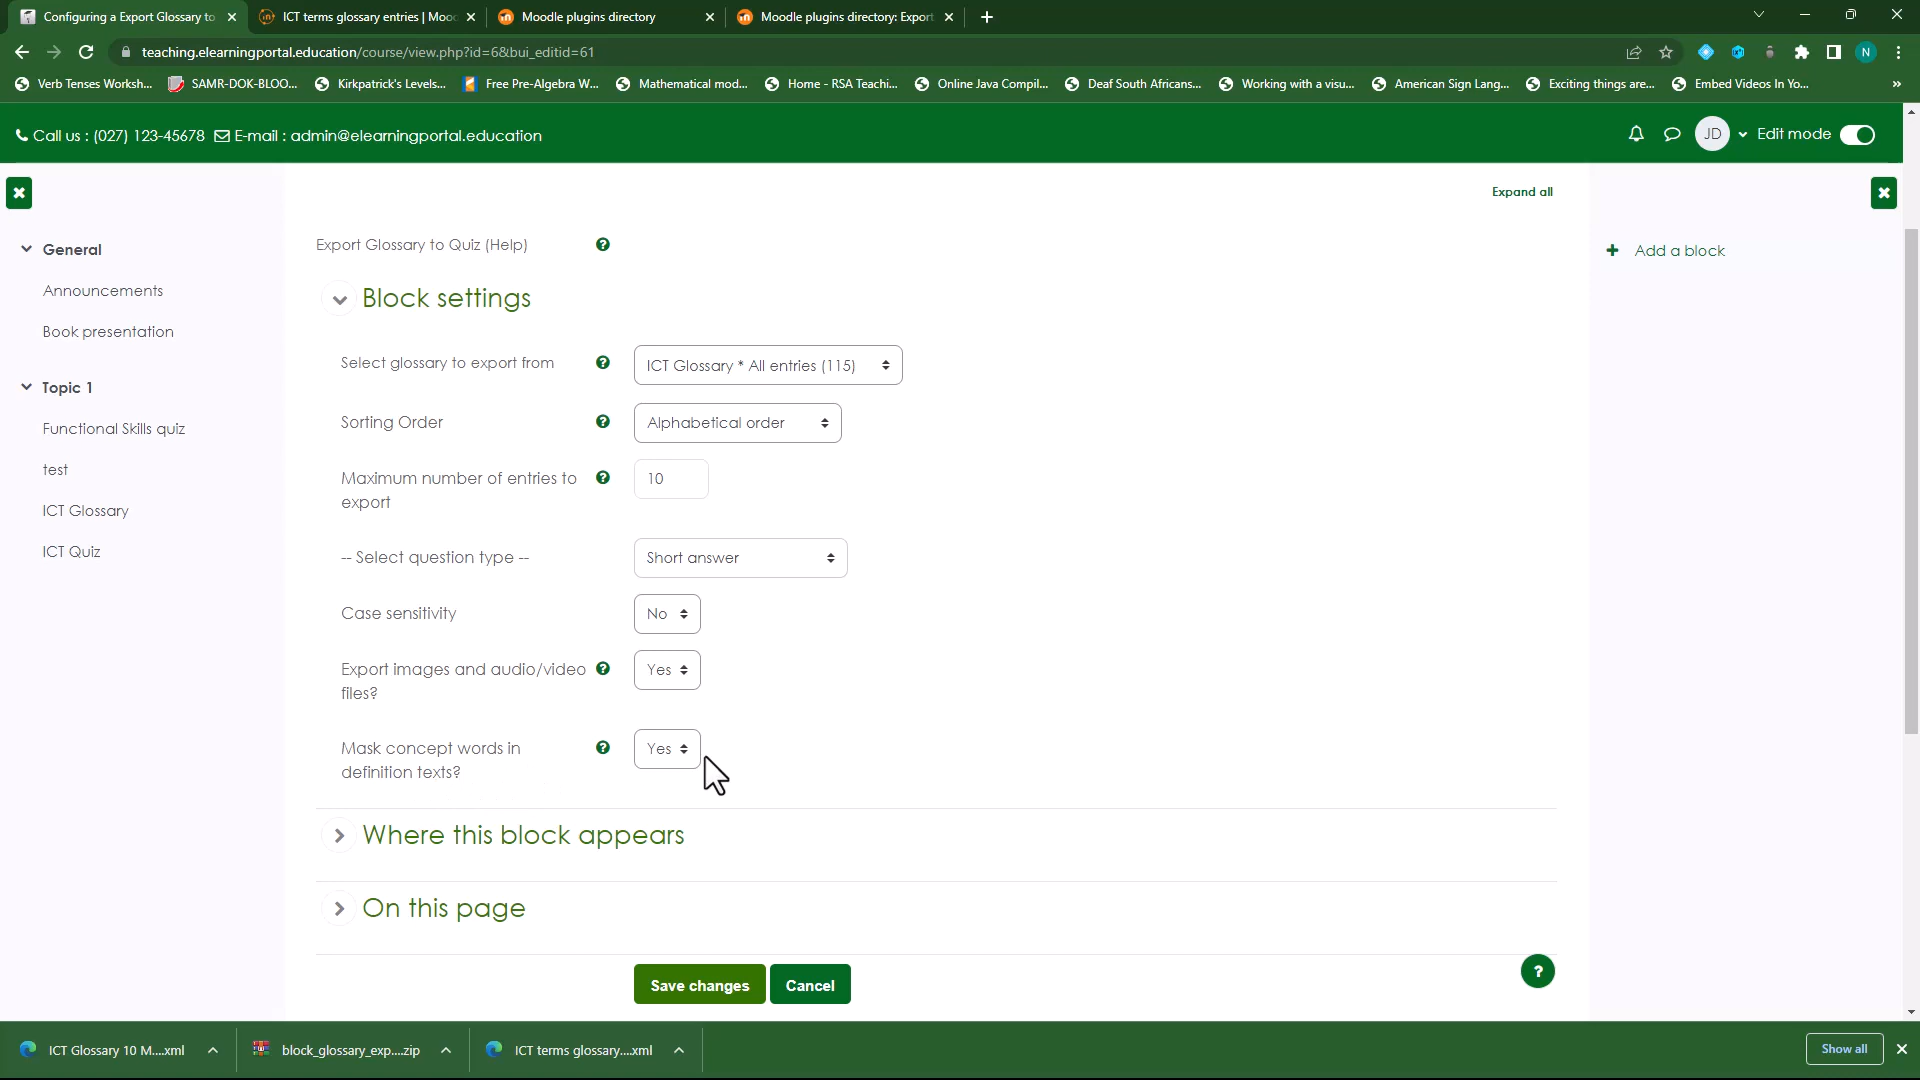 Configuring a Export Glossary to
ICT terms glossary entries | Mooc
Moodle plugins directory
Moodle plugins directory: Export
teaching.elearningportal.education/course/view.php?id=6&bui_editid=61
N
Verb Tenses Worksh...
SAMR-DOK-BLOO...
Kirkpatrick's Levels...
Free Pre-Algebra W...
Mathematical mod...
Home - RSA Teachi...
Online Java Compil...
Deaf South Africans...
Working with a visu...
American Sign Lang...
Exciting things are...
Embed Videos In Yo...
»
Call us : (027) 123-45678 E-mail : admin@elearningportal.education
JD
Edit mode
Expand all
General
Announcements
Book presentation
Topic 1
Functional Skills quiz
test
ICT Glossary
ICT Quiz
Export Glossary to Quiz (Help) ?
Block settings
Select glossary to export from ? ICT Glossary * All entries (115)
Sorting Order ? Alphabetical order
Maximum number of entries to ? 10
export
-- Select question type -- Short answer
Case sensitivity No
Export images and audio/video ? Yes
files?
Mask concept words in ? Yes
definition texts?
Where this block appears
On this page
Save changes Cancel
?
+ Add a block
ICT Glossary 10 M....xml
block_glossary_exp....zip
ICT terms glossary....xml
Show all